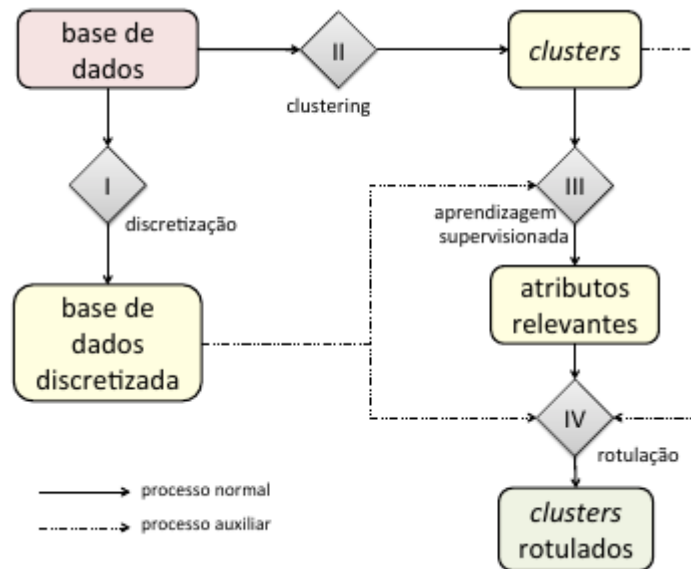 base de
dados
II
clustering
clusters
I
discretização
III
aprendizagem
supervisionada
base de
dados
discretizada
atributos
relevantes
IV
rotulação
processo normal
processo auxiliar
clusters
rotulados